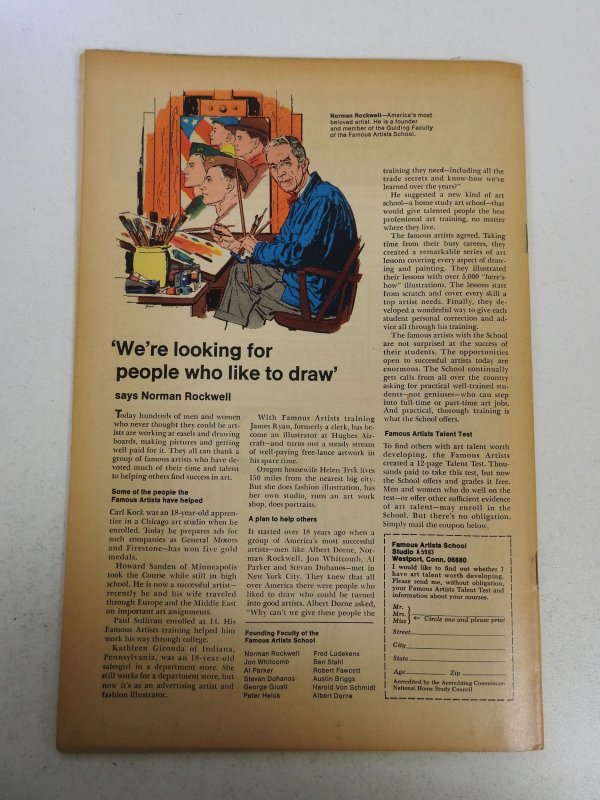 Norman Rockwell—America's most
beloved artist. He is a founder
and member of the Guiding Faculty
of the Famous Artists School.
'We're looking for
people who like to draw'
says Norman Rockwell
Today hundreds of men and women
who never thought they could be art-
ists are working at easels and drawing
boards, making pictures and getting
well paid for it. They all can thank a
group of famous artists who have de-
voted much of their time and talent
to helping others find success in art.
Some of the people the
Famous Artists have helped
Carl Kock was an 18-year-old appren-
tice in a Chicago art studio when he
enrolled. Today he prepares ads for
such companies as General Motors
and Firestone—has won five gold
medals.
Howard Sanden of Minneapolis
took the Course while still in high
school. He is now a successful artist—
recently he and his wife traveled
through Europe and the Middle East
on important art assignments.
Paul Sullivan enrolled at 14. His
Famous Artists training helped him
work his way through college.
Kathleen Gironda of Indiana,
Pennsylvania, was an 18-year-old
salesgirl in a department store. She
still works for a department store, but
now it's as an advertising artist and
fashion illustrator.
With Famous Artists training
James Ryan, formerly a clerk, has be-
come an illustrator at Hughes Air-
craft—and turns out a steady stream
of well-paying free-lance artwork in
his spare time.
Oregon housewife Helen Tryk lives
150 miles from the nearest big city.
But she does fashion illustration, has
her own studio, runs an art work
shop, does portraits.
A plan to help others
It started over 18 years ago when a
group of America's most successful
artists—men like Albert Dorne, Nor-
man Rockwell, Jon Whitcomb, Al
Parker and Stevan Dohanos—met in
New York City. They knew that all
over America there were people who
liked to draw who could be turned
into good artists. Albert Dorne asked,
"Why can't we give these people the
Founding Faculty of the
Famous Artists School
Norman Rockwell
Jon Whitcomb
Al Parker
Stevan Dohanos
George Giusti
Peter Helck
Fred Ludekens
Ben Stahl
Robert Fawcett
Austin Briggs
Harold Von Schmidt
Albert Dorne
training they need—including all the
trade secrets and know-how we've
learned over the years?"
He suggested a new kind of art
school—a home study art school—that
would give talented people the best
professional art training, no matter
where they live.
The famous artists agreed. Taking
time from their busy careers, they
created a remarkable series of art
lessons covering every aspect of draw-
ing and painting. They illustrated
their lessons with over 5,000 "here's-
how" illustrations. The lessons start
from scratch and cover every skill a
top artist needs. Finally, they de-
veloped a wonderful way to give each
student personal correction and ad-
vice all through his training.
The famous artists with the School
are not surprised at the success of
their students. The opportunities
open to successful artists today are
enormous. The School continually
gets calls from all over the country
asking for practical well-trained stu-
dents—not geniuses—who can step
into full-time or part-time art jobs.
And practical, thorough training is
what the School offers.
Famous Artists Talent Test
To find others with art talent worth
developing, the Famous Artists
created a 12-page Talent Test. Thou-
sands paid to take this test, but now
the School offers and grades it free.
Men and women who do well on the
test—or offer other sufficient evidence
of art talent—may enroll in the
School. But there's no obligation.
Simply mail the coupon below.
Famous Artists School
Studio A 5983
Westport, Conn. 06880
I would like to find out whether I
have art talent worth developing.
Please send me, without obligation,
your Famous Artists Talent Test and
information about your courses.
Mr.
Mrs. ← Circle one and please print
Miss
Street
City
State
Age Zip
Accredited by the Accrediting Commission
National Home Study Council